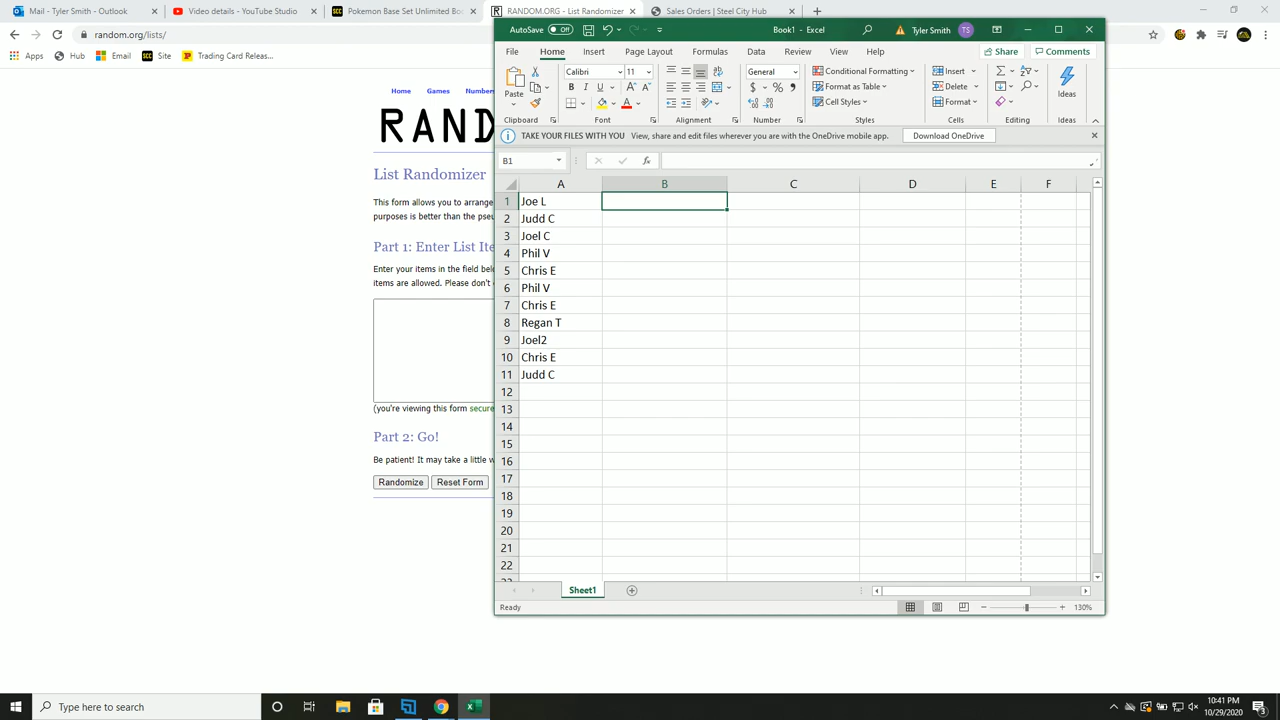 Mail - Tyler Smith - Outlook
Video details - YouTube Studio
Pokemon Base Set Unlimited Bo
RANDOM.ORG - List Randomizer
Sales Orders | Steel City Hub
random.org/lists/
Apps
Hub
Email
Site
Trading Card Releas...
Home
Games
Numbers
RAND
List Randomizer
This form allows you to arrange
purposes is better than the pseu
Part 1: Enter List Ite
Enter your items in the field bel
items are allowed. Please don't
(you're viewing this form secure
Part 2: Go!
Be patient! It may take a little w
Randomize
Reset Form
AutoSave Off
Book1 - Excel
Tyler Smith TS
File
Home
Insert
Page Layout
Formulas
Data
Review
View
Help
Share
Comments
Paste
Calibri 11
B I U
General
$ % ,
Conditional Formatting
Format as Table
Cell Styles
Insert
Delete
Format
Ideas
Clipboard
Font
Alignment
Number
Styles
Cells
Editing
Ideas
TAKE YOUR FILES WITH YOU View, share and edit files wherever you are with the OneDrive mobile app.
Download OneDrive
B1
fx
A B C D E F
1 Joe L
2 Judd C
3 Joel C
4 Phil V
5 Chris E
6 Phil V
7 Chris E
8 Regan T
9 Joel2
10 Chris E
11 Judd C
12
13
14
15
16
17
18
19
20
21
22
Sheet1
Ready
130%
Type here to search
10:41 PM
10/29/2020
3